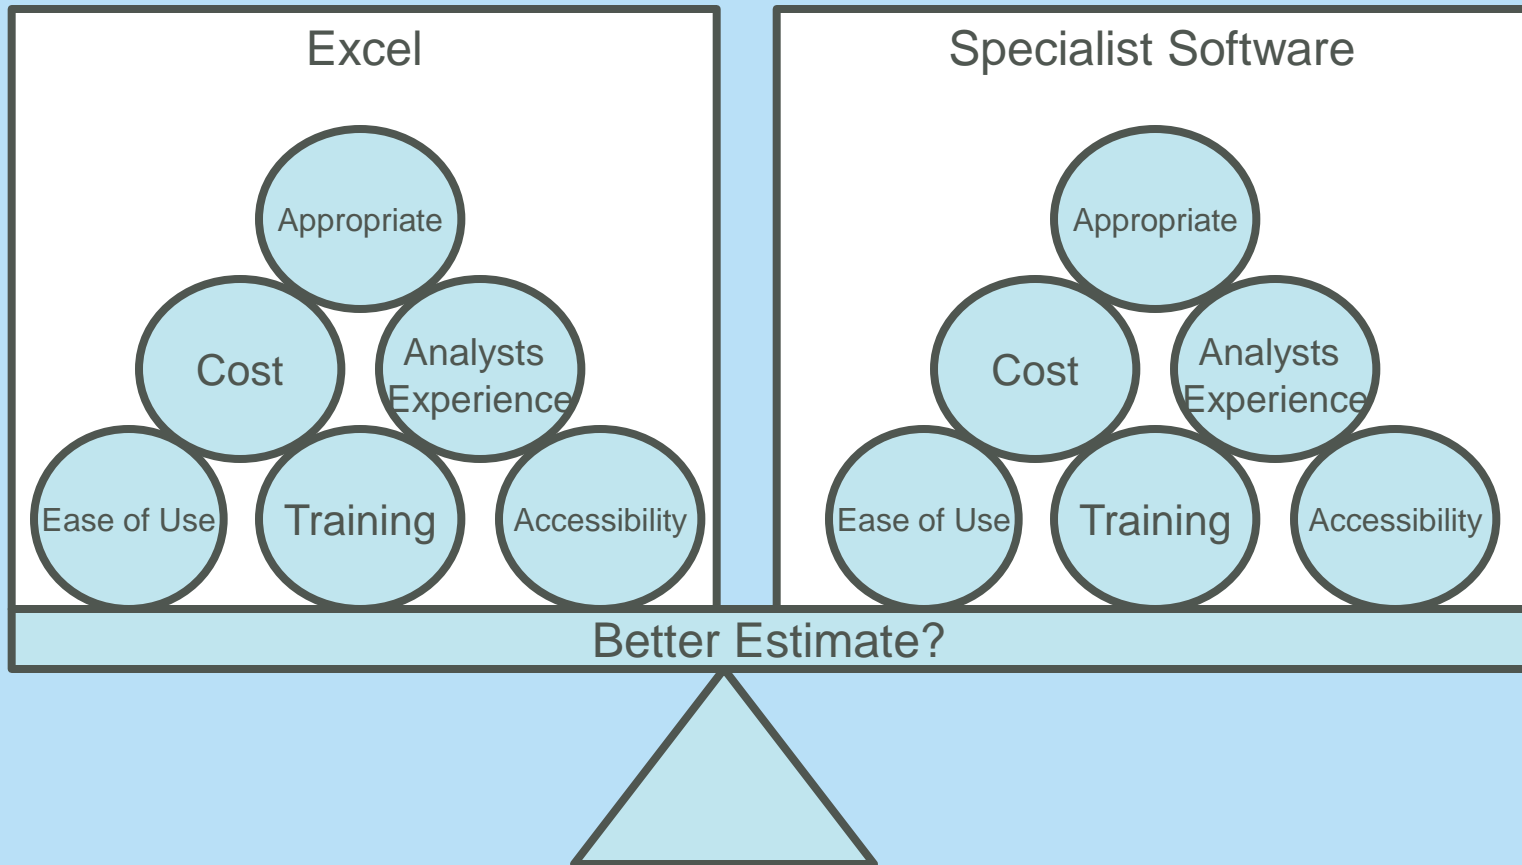 Excel
Appropriate
Cost
Analysts
Experience
Ease of Use
Training
Accessibility
Specialist Software
Appropriate
Cost
Analysts
Experience
Ease of Use
Training
Accessibility
Better Estimate?